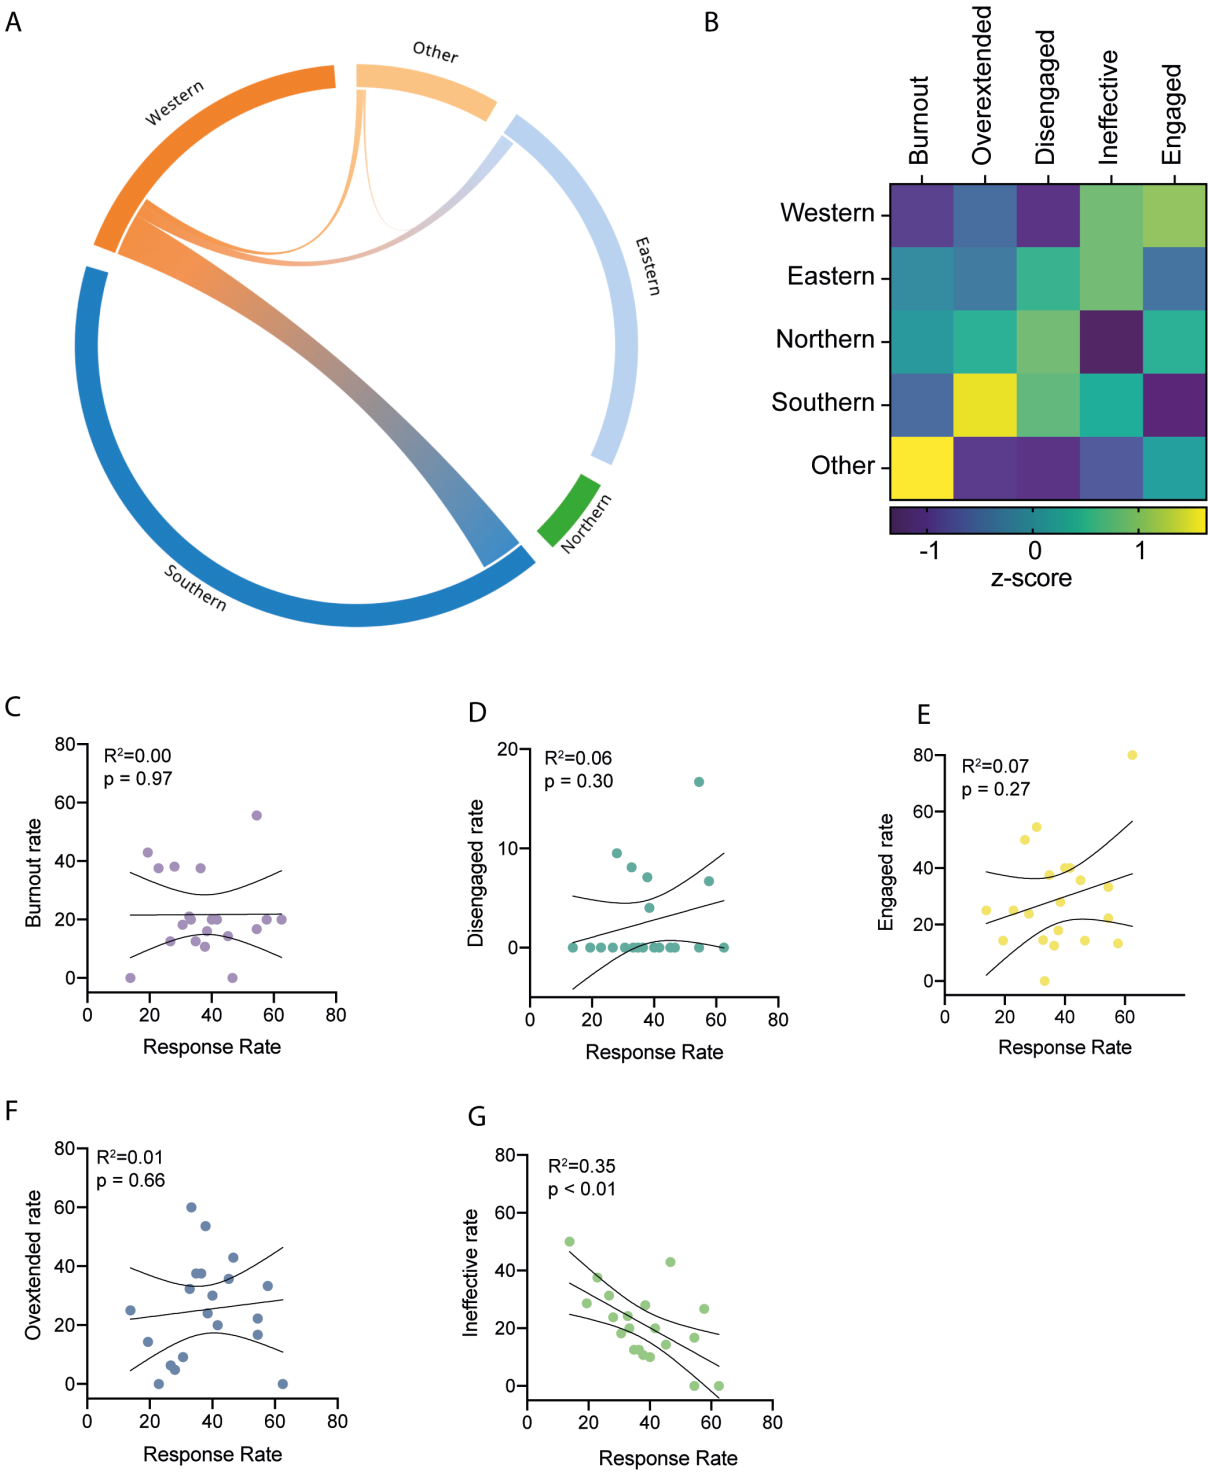 A
Other
Western
Eastern
Northern
Southern
B
Burnout
Overextended
Disengaged
Ineffective
Engaged
Western
Eastern
Northern
Southern
Other
-1 0 1
z-score
C
R²=0.00
p = 0.97
Burnout rate
80
60
40
20
0
0 20 40 60 80
Response Rate
D
R²=0.06
p = 0.30
Disengaged rate
20
10
0
0 20 40 60 80
Response Rate
E
R²=0.07
p = 0.27
Engaged rate
80
60
40
20
0
0 20 40 60
Response Rate
F
R²=0.01
p = 0.66
Ovextended rate
80
60
40
20
0
0 20 40 60 80
Response Rate
G
R²=0.35
p < 0.01
Ineffective rate
80
60
40
20
0
0 20 40 60 80
Response Rate